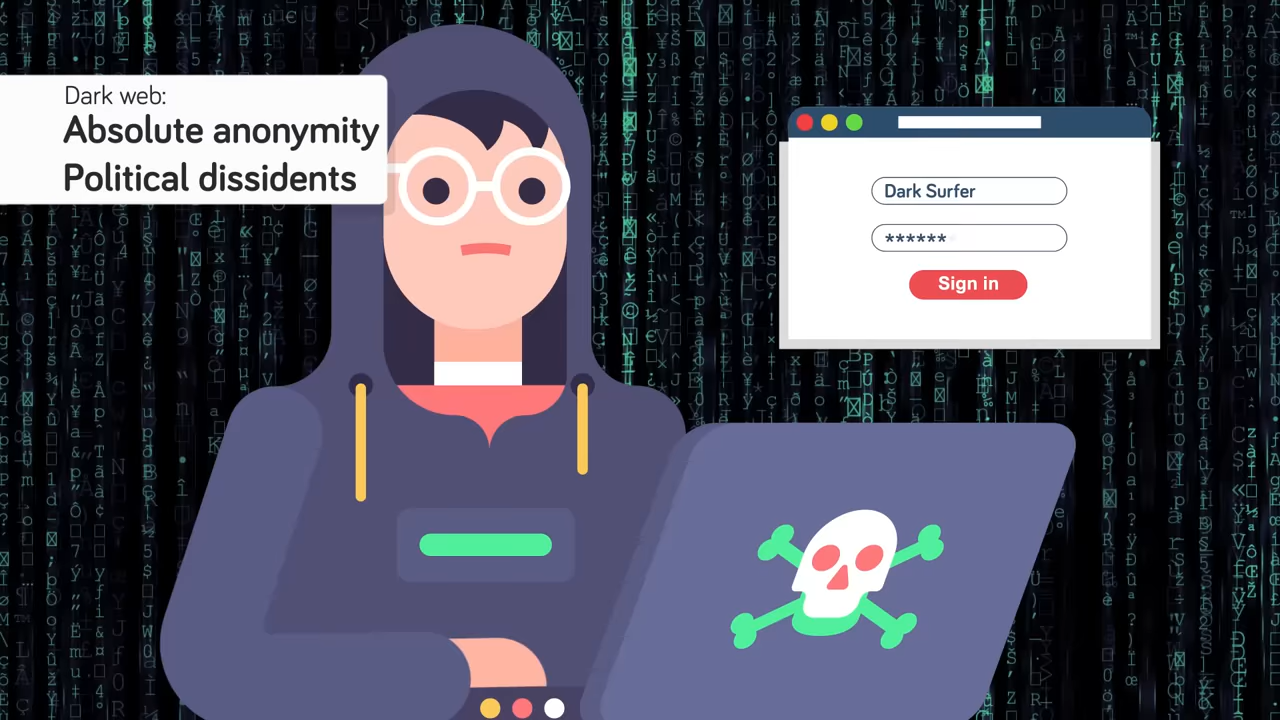 Dark web:
Absolute anonymity
Political dissidents
Dark Surfer
******
Sign in